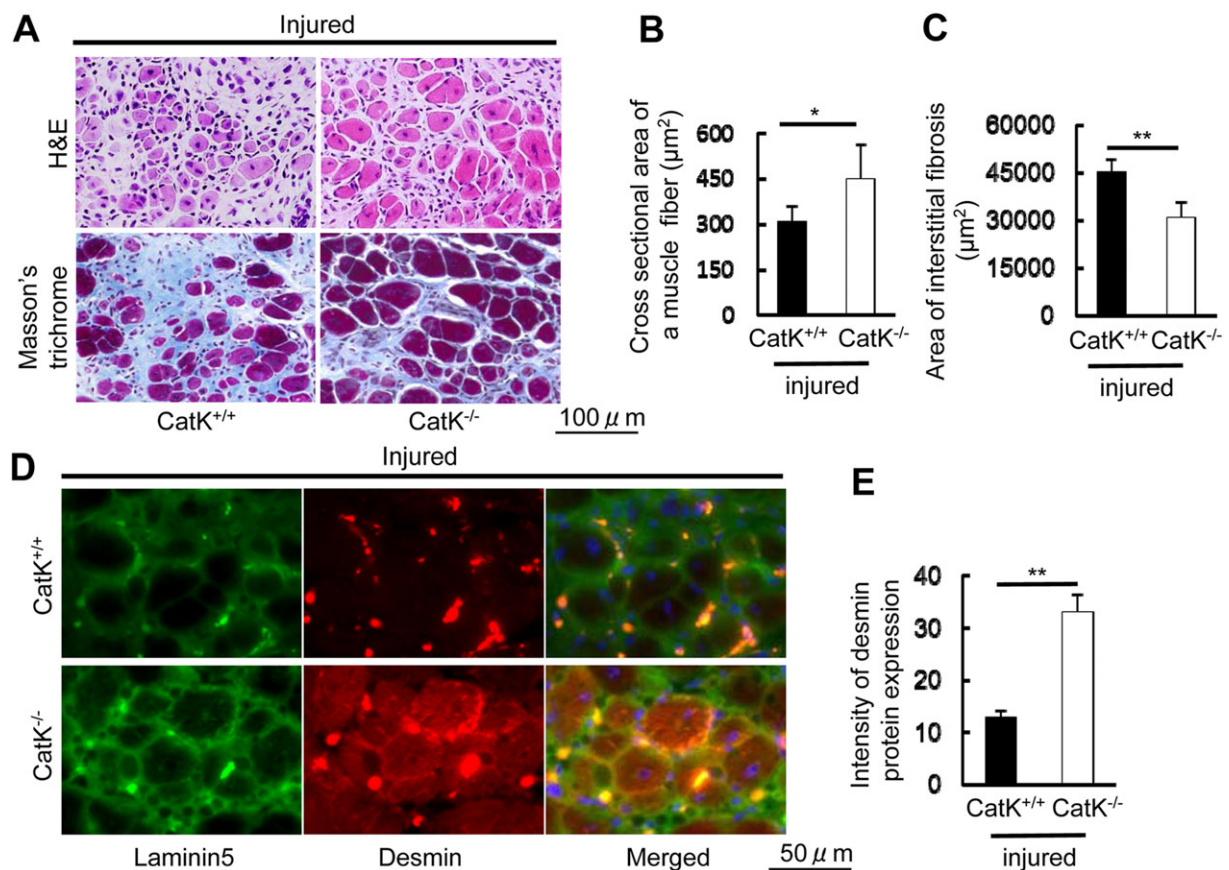 A
Injured
H&E
Masson's
trichrome
CatK+/+
CatK-/-
100 μm
B
Cross sectional area of
a muscle fiber (μm²)
600
450
300
150
0
*
CatK+/+
CatK-/-
injured
C
Area of interstitial fibrosis
(μm²)
60000
45000
30000
15000
0
**
CatK+/+
CatK-/-
injured
D
Injured
CatK+/+
CatK-/-
Laminin5
Desmin
Merged
50 μm
E
Intensity of desmin
protein expression
40
30
20
10
0
**
CatK+/+
CatK-/-
injured